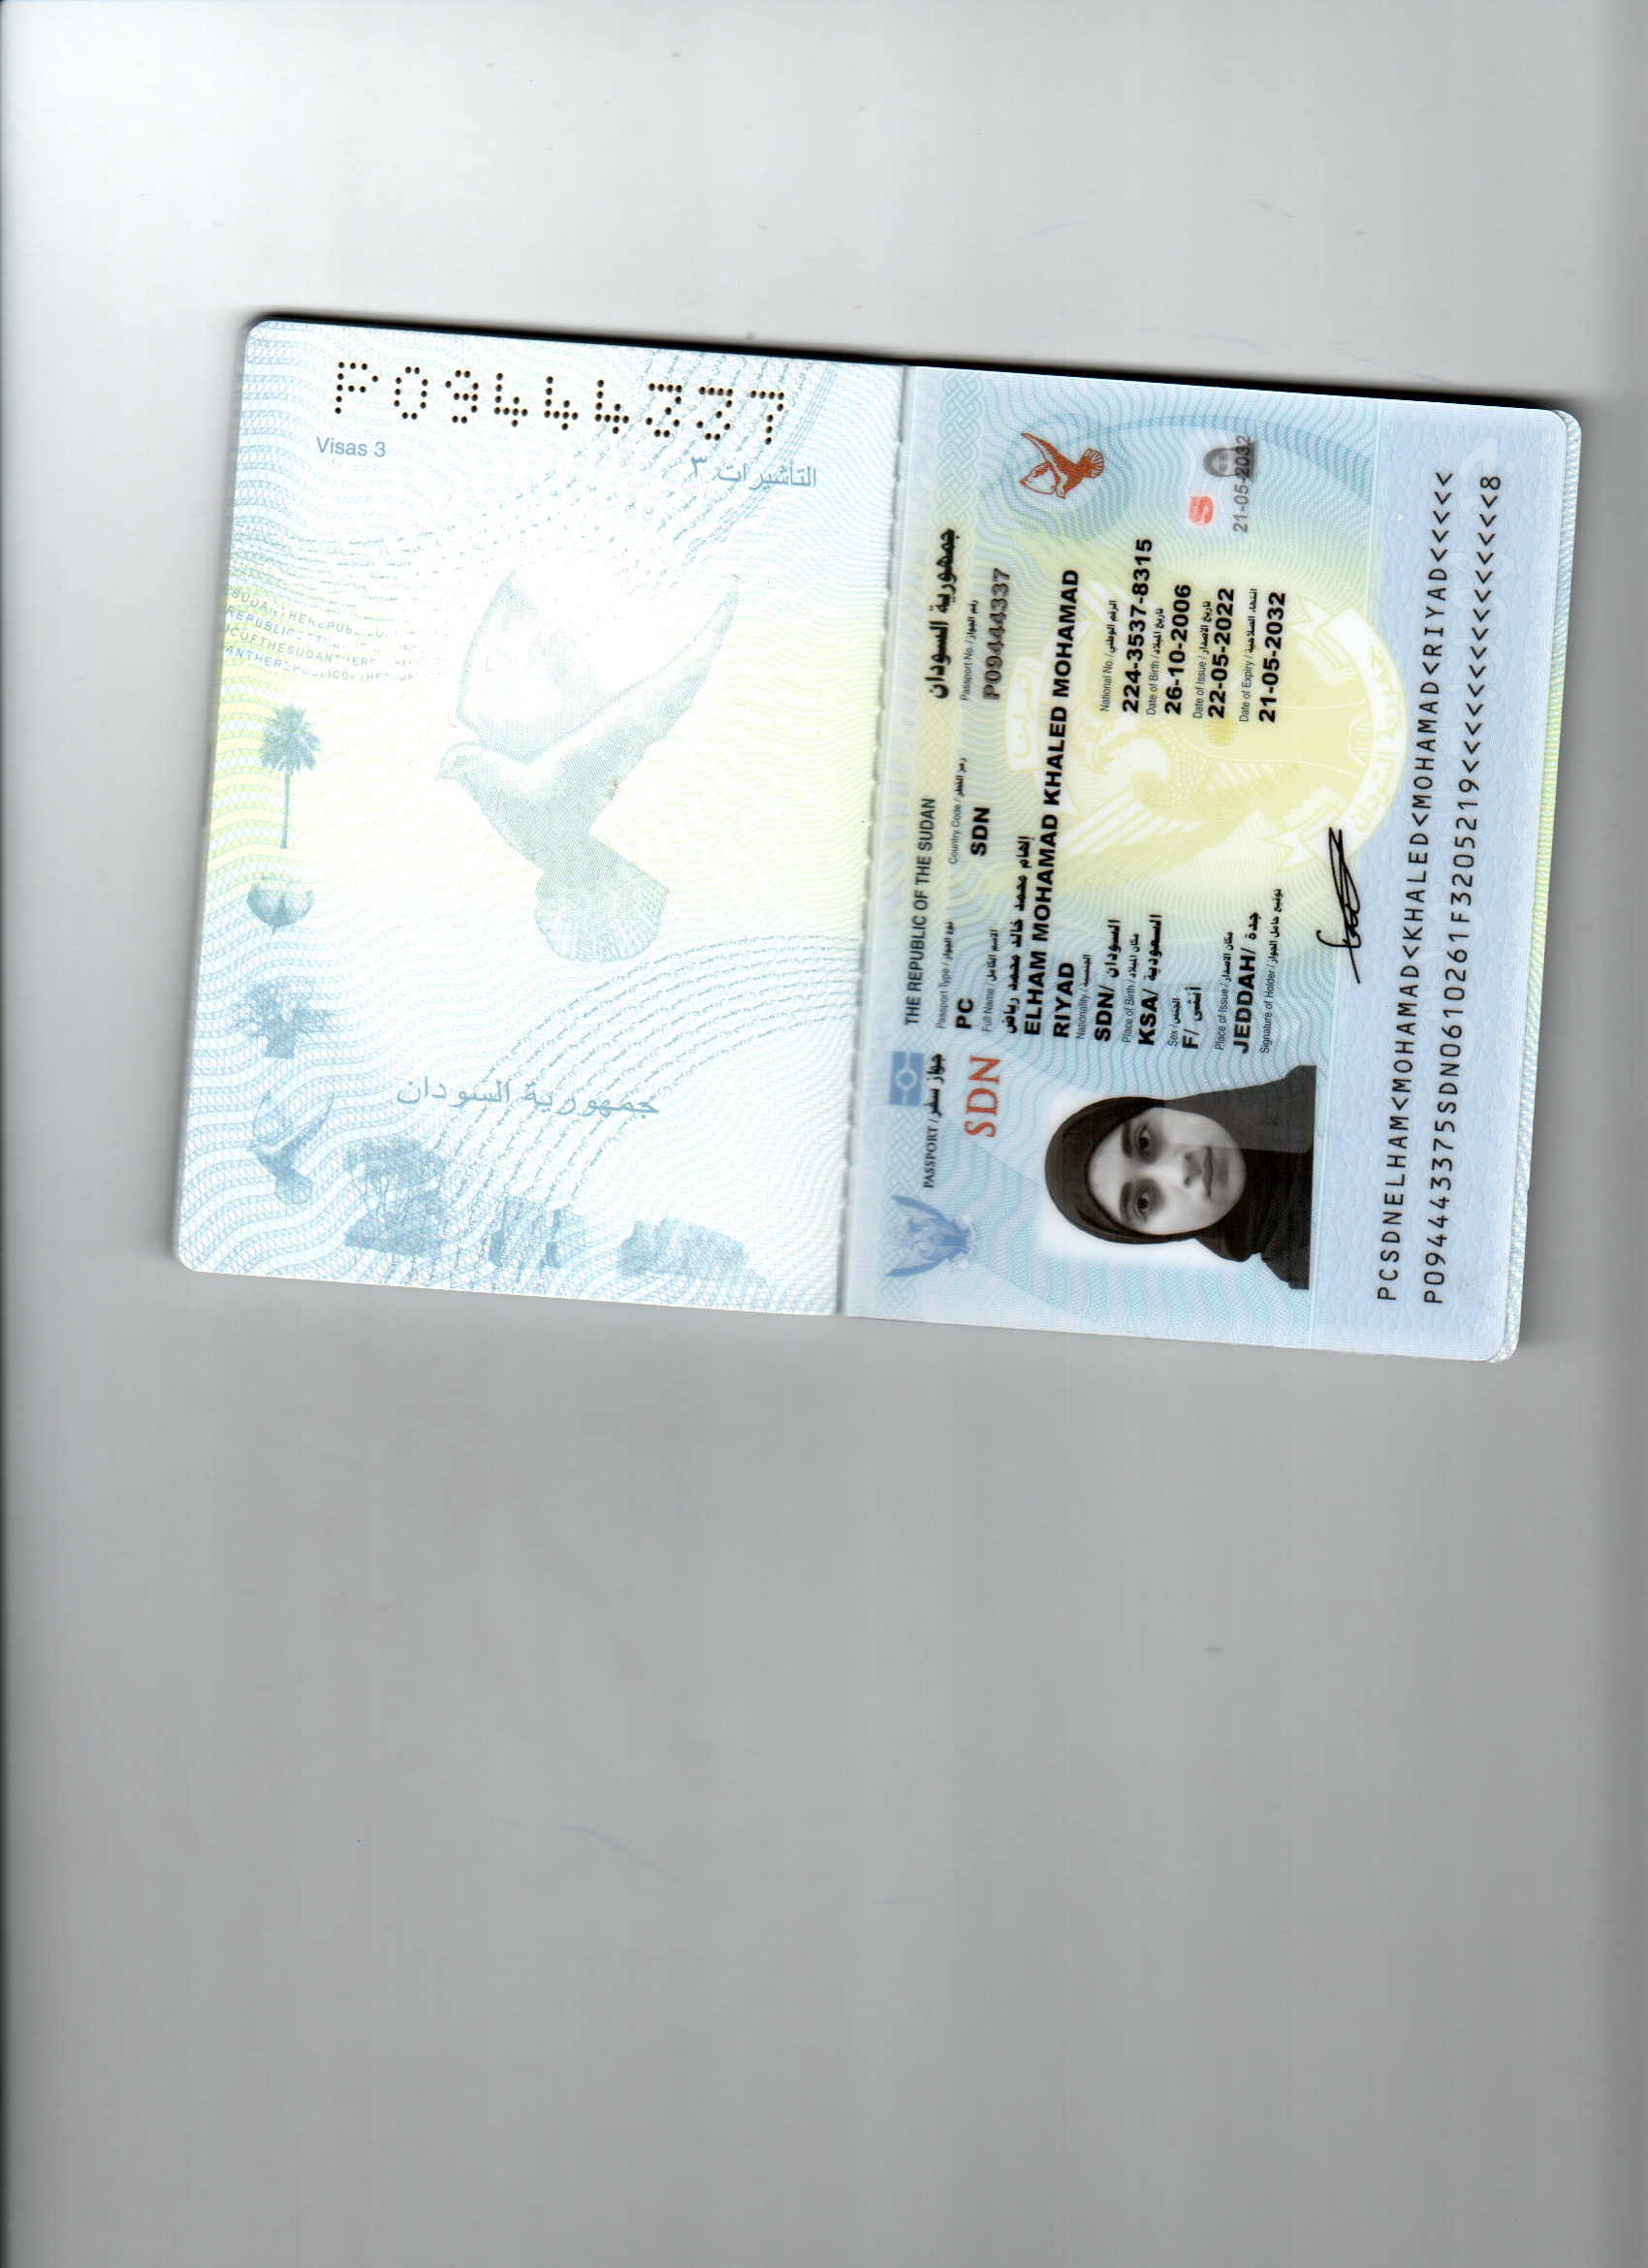 P09444337
Visas 3
التأشيرات ٣
جمهورية السودان
THE REPUBLIC OF THE SUDAN
جمهورية السودان
PASSPORT / جواز سفر
SDN
Passport Type / نوع الجواز
PC
Country Code / رمز القطر
SDN
Passport No. / رقم الجواز
P09444337
Full Name / الاسم الكامل
إلهام محمد خالد محمد رياض
ELHAM MOHAMAD KHALED MOHAMAD
RIYAD
Nationality / الجنسية
SDN/ السودان
National No. / الرقم الوطني
224-3537-8315
Place of Birth / مكان الميلاد
KSA/ السعودية
Date of Birth / تاريخ الميلاد
26-10-2006
Sex / الجنس
F/ أنثى
Date of Issue / تاريخ الاصدار
22-05-2022
Place of Issue / مكان الاصدار
JEDDAH/ جدة
Date of Expiry / انتهاء الصلاحية
21-05-2032
Signature of Holder / توقيع حامل الجواز
S
21-05-2032
جمهورية السودان
PCSDNELHAM<MOHAMAD<KHALED<MOHAMAD<RIYAD<<<<<
P094443375SDN0610261F3205219<<<<<<<<<<<<<<<8